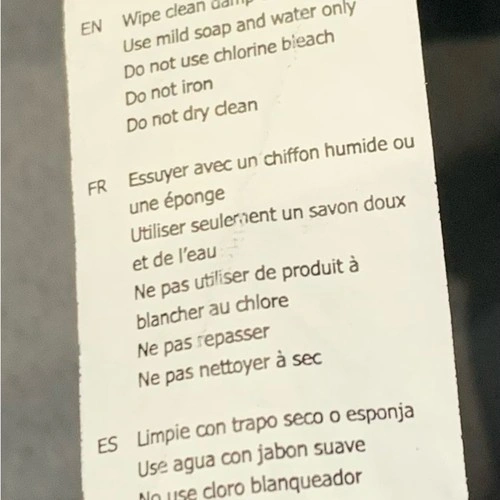 EN Wipe clean
Use mild soap and water only
Do not use chlorine bleach
Do not iron
Do not dry clean
FR Essuyer avec un chiffon humide ou
une éponge
Utiliser seulement un savon doux
et de l'eau
Ne pas utiliser de produit à
blancher au chlore
Ne pas repasser
Ne pas nettoyer à sec
ES Limpie con trapo seco o esponja
Use agua con jabon suave
No use cloro blanqueador